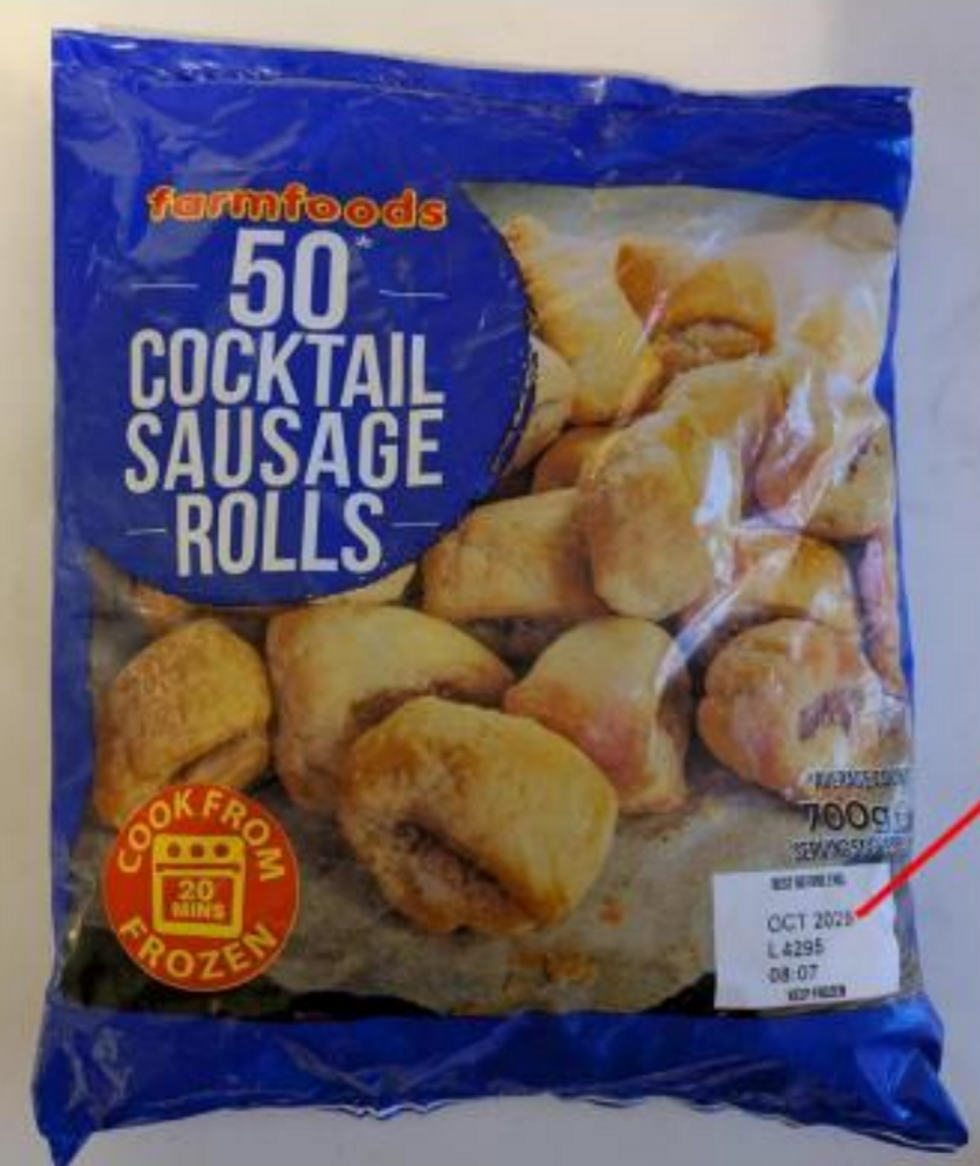 farmfoods
50*
COCKTAIL
SAUSAGE
ROLLS
COOK FROM
20
MINS
FROZEN
*AVERAGE
700g
BEST BEFORE END
OCT
L 4295
08:07
KEEP FROZEN